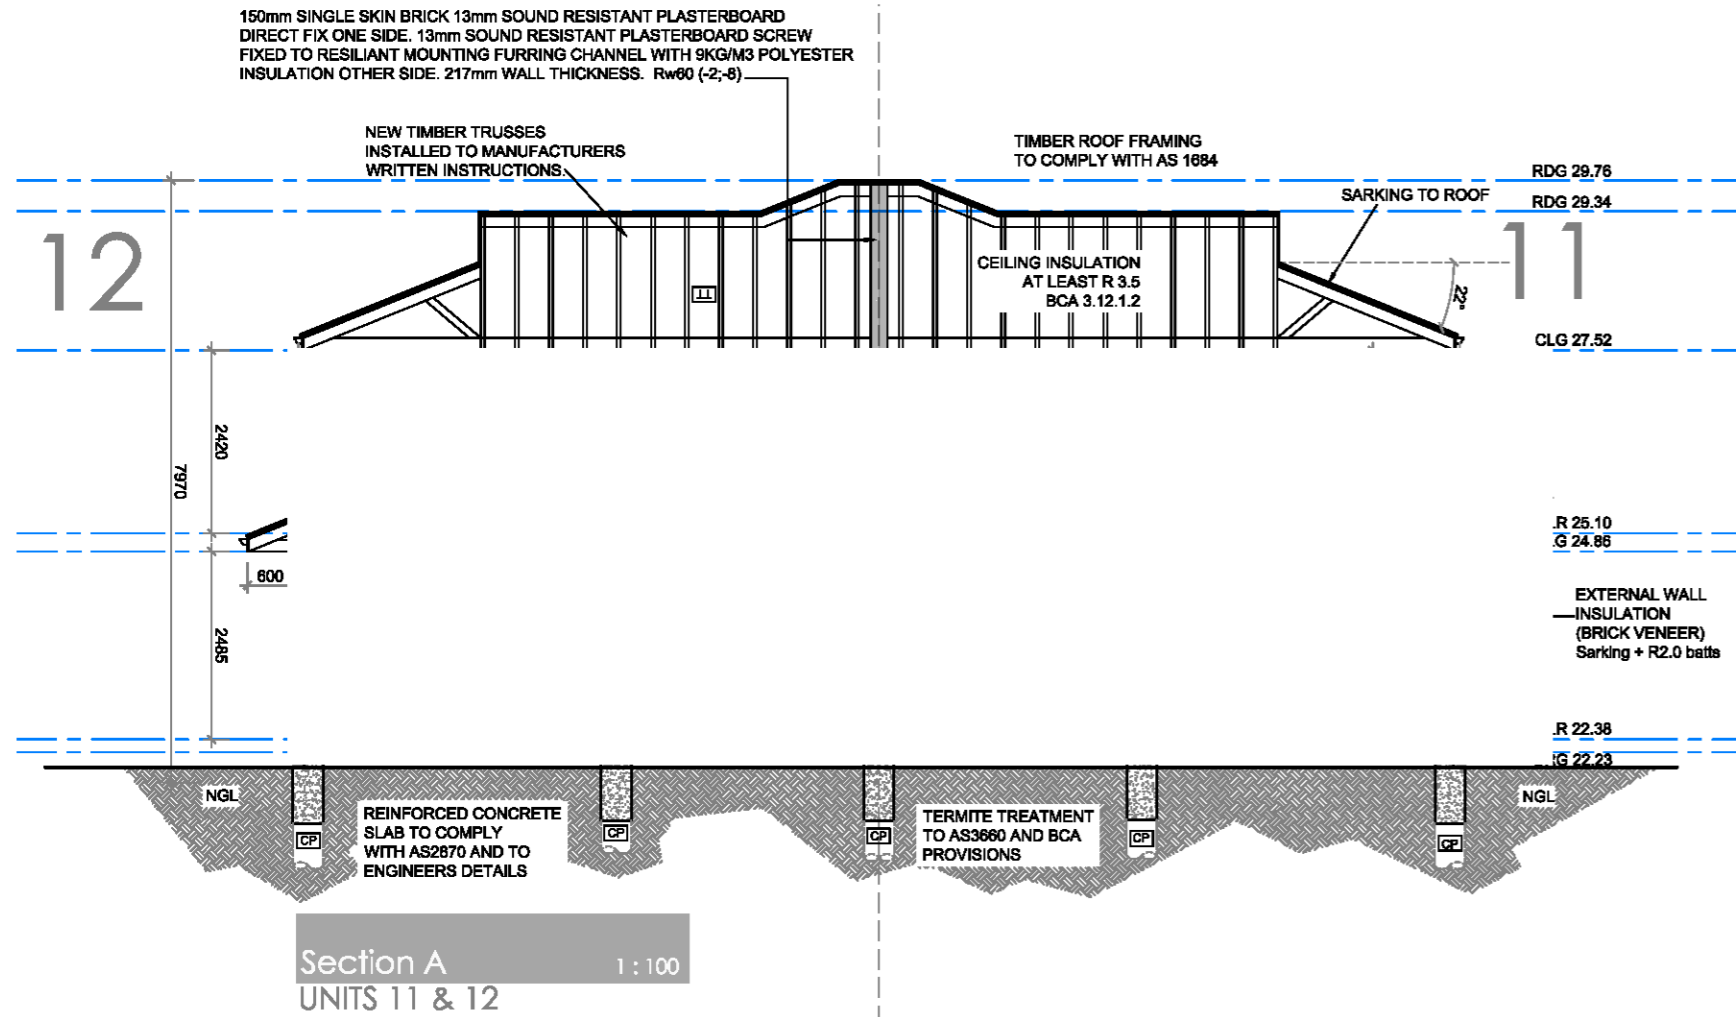 150mm SINGLE SKIN BRICK 13mm SOUND RESISTANT PLASTERBOARD
DIRECT FIX ONE SIDE. 13mm SOUND RESISTANT PLASTERBOARD SCREW
FIXED TO RESILIANT MOUNTING FURRING CHANNEL WITH 9KG/M3 POLYESTER
INSULATION OTHER SIDE. 217mm WALL THICKNESS. Rw60 (-2;-8)
NEW TIMBER TRUSSES
INSTALLED TO MANUFACTURERS
WRITTEN INSTRUCTIONS.
TIMBER ROOF FRAMING
TO COMPLY WITH AS 1684
RDG 29.76
SARKING TO ROOF
RDG 29.34
12
11
CEILING INSULATION
AT LEAST R 3.5
BCA 3.12.1.2
TT
22°
CLG 27.52
2420
7970
.R 25.10
.G 24.86
600
EXTERNAL WALL
INSULATION
(BRICK VENEER)
Sarking + R2.0 batts
2485
.R 22.38
G 22.23
NGL
NGL
REINFORCED CONCRETE
SLAB TO COMPLY
WITH AS2870 AND TO
ENGINEERS DETAILS
TERMITE TREATMENT
TO AS3660 AND BCA
PROVISIONS
CP
CP
CP
CP
CP
Section A 1 : 100
UNITS 11 & 12